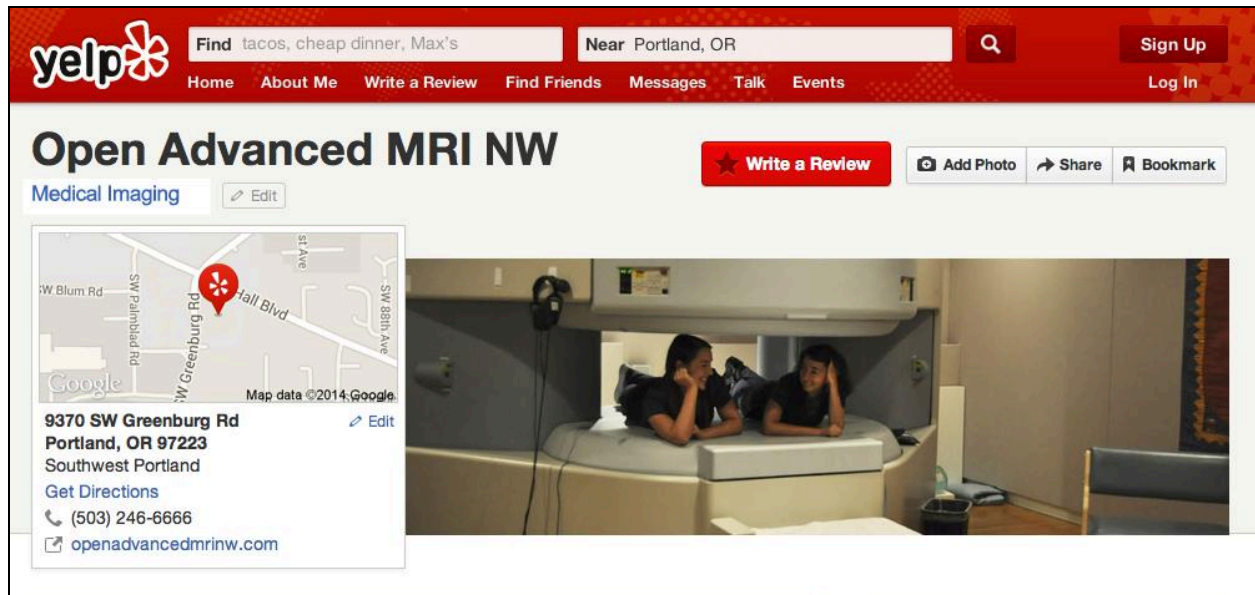 yelp
Find tacos, cheap dinner, Max's
Near Portland, OR
Sign Up
Home About Me Write a Review Find Friends Messages Talk Events
Log In
Open Advanced MRI NW
Write a Review
Add Photo
Share
Bookmark
Medical Imaging
Edit
st Ave
SW Blum Rd
SW Palmblad Rd
SW Greenburg Rd
Hall Blvd
SW 88th Ave
Google
Map data ©2014 Google
9370 SW Greenburg Rd
Edit
Portland, OR 97223
Southwest Portland
Get Directions
(503) 246-6666
openadvancedmrinw.com